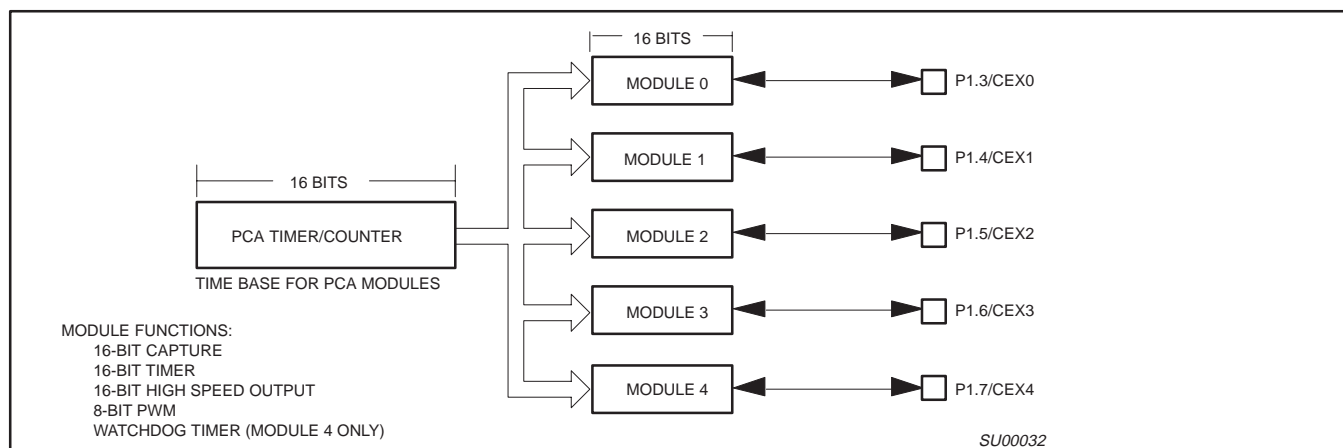 16 BITS
MODULE 0
P1.3/CEX0
MODULE 1
P1.4/CEX1
16 BITS
PCA TIMER/COUNTER
MODULE 2
P1.5/CEX2
TIME BASE FOR PCA MODULES
MODULE 3
P1.6/CEX3
MODULE FUNCTIONS:
16-BIT CAPTURE
16-BIT TIMER
16-BIT HIGH SPEED OUTPUT
8-BIT PWM
WATCHDOG TIMER (MODULE 4 ONLY)
MODULE 4
P1.7/CEX4
SU00032